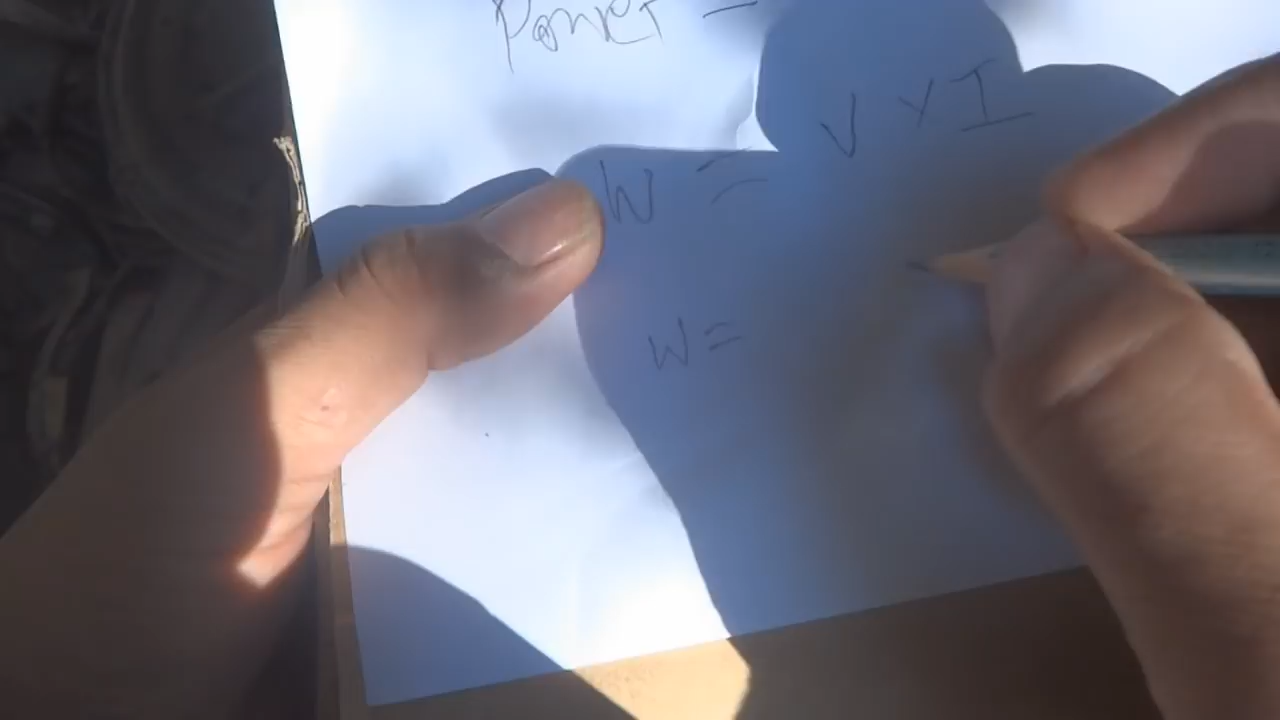 Power =
V x I
W =
W =